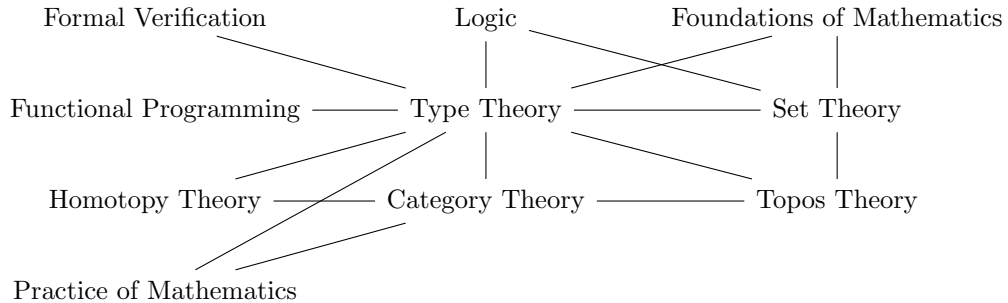 Formal Verification
Logic
Foundations of Mathematics
Functional Programming
Type Theory
Set Theory
Homotopy Theory
Category Theory
Topos Theory
Practice of Mathematics